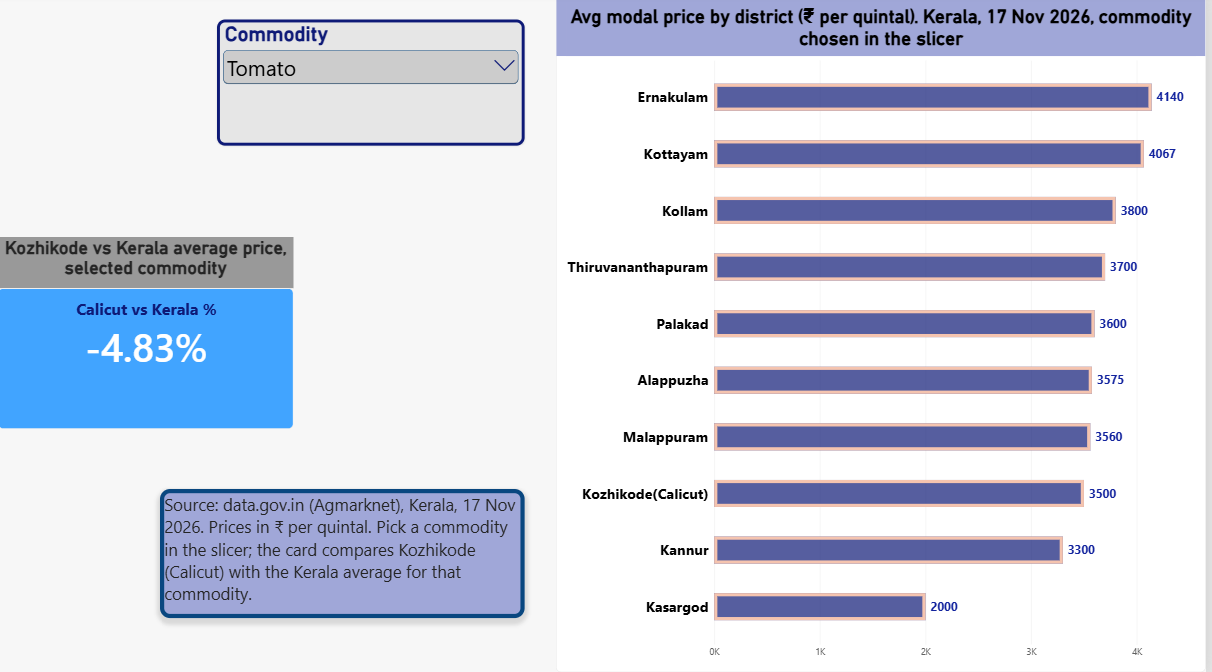 Commodity
Tomato
Kozhikode vs Kerala average price,
selected commodity
Calicut vs Kerala %
-4.83%
Source: data.gov.in (Agmarknet), Kerala, 17 Nov
2026. Prices in ₹ per quintal. Pick a commodity
in the slicer; the card compares Kozhikode
(Calicut) with the Kerala average for that
commodity.
Avg modal price by district (₹ per quintal). Kerala, 17 Nov 2026, commodity
chosen in the slicer
Ernakulam 4140
Kottayam 4067
Kollam 3800
Thiruvananthapuram 3700
Palakad 3600
Alappuzha 3575
Malappuram 3560
Kozhikode(Calicut) 3500
Kannur 3300
Kasargod 2000
0K 1K 2K 3K 4K